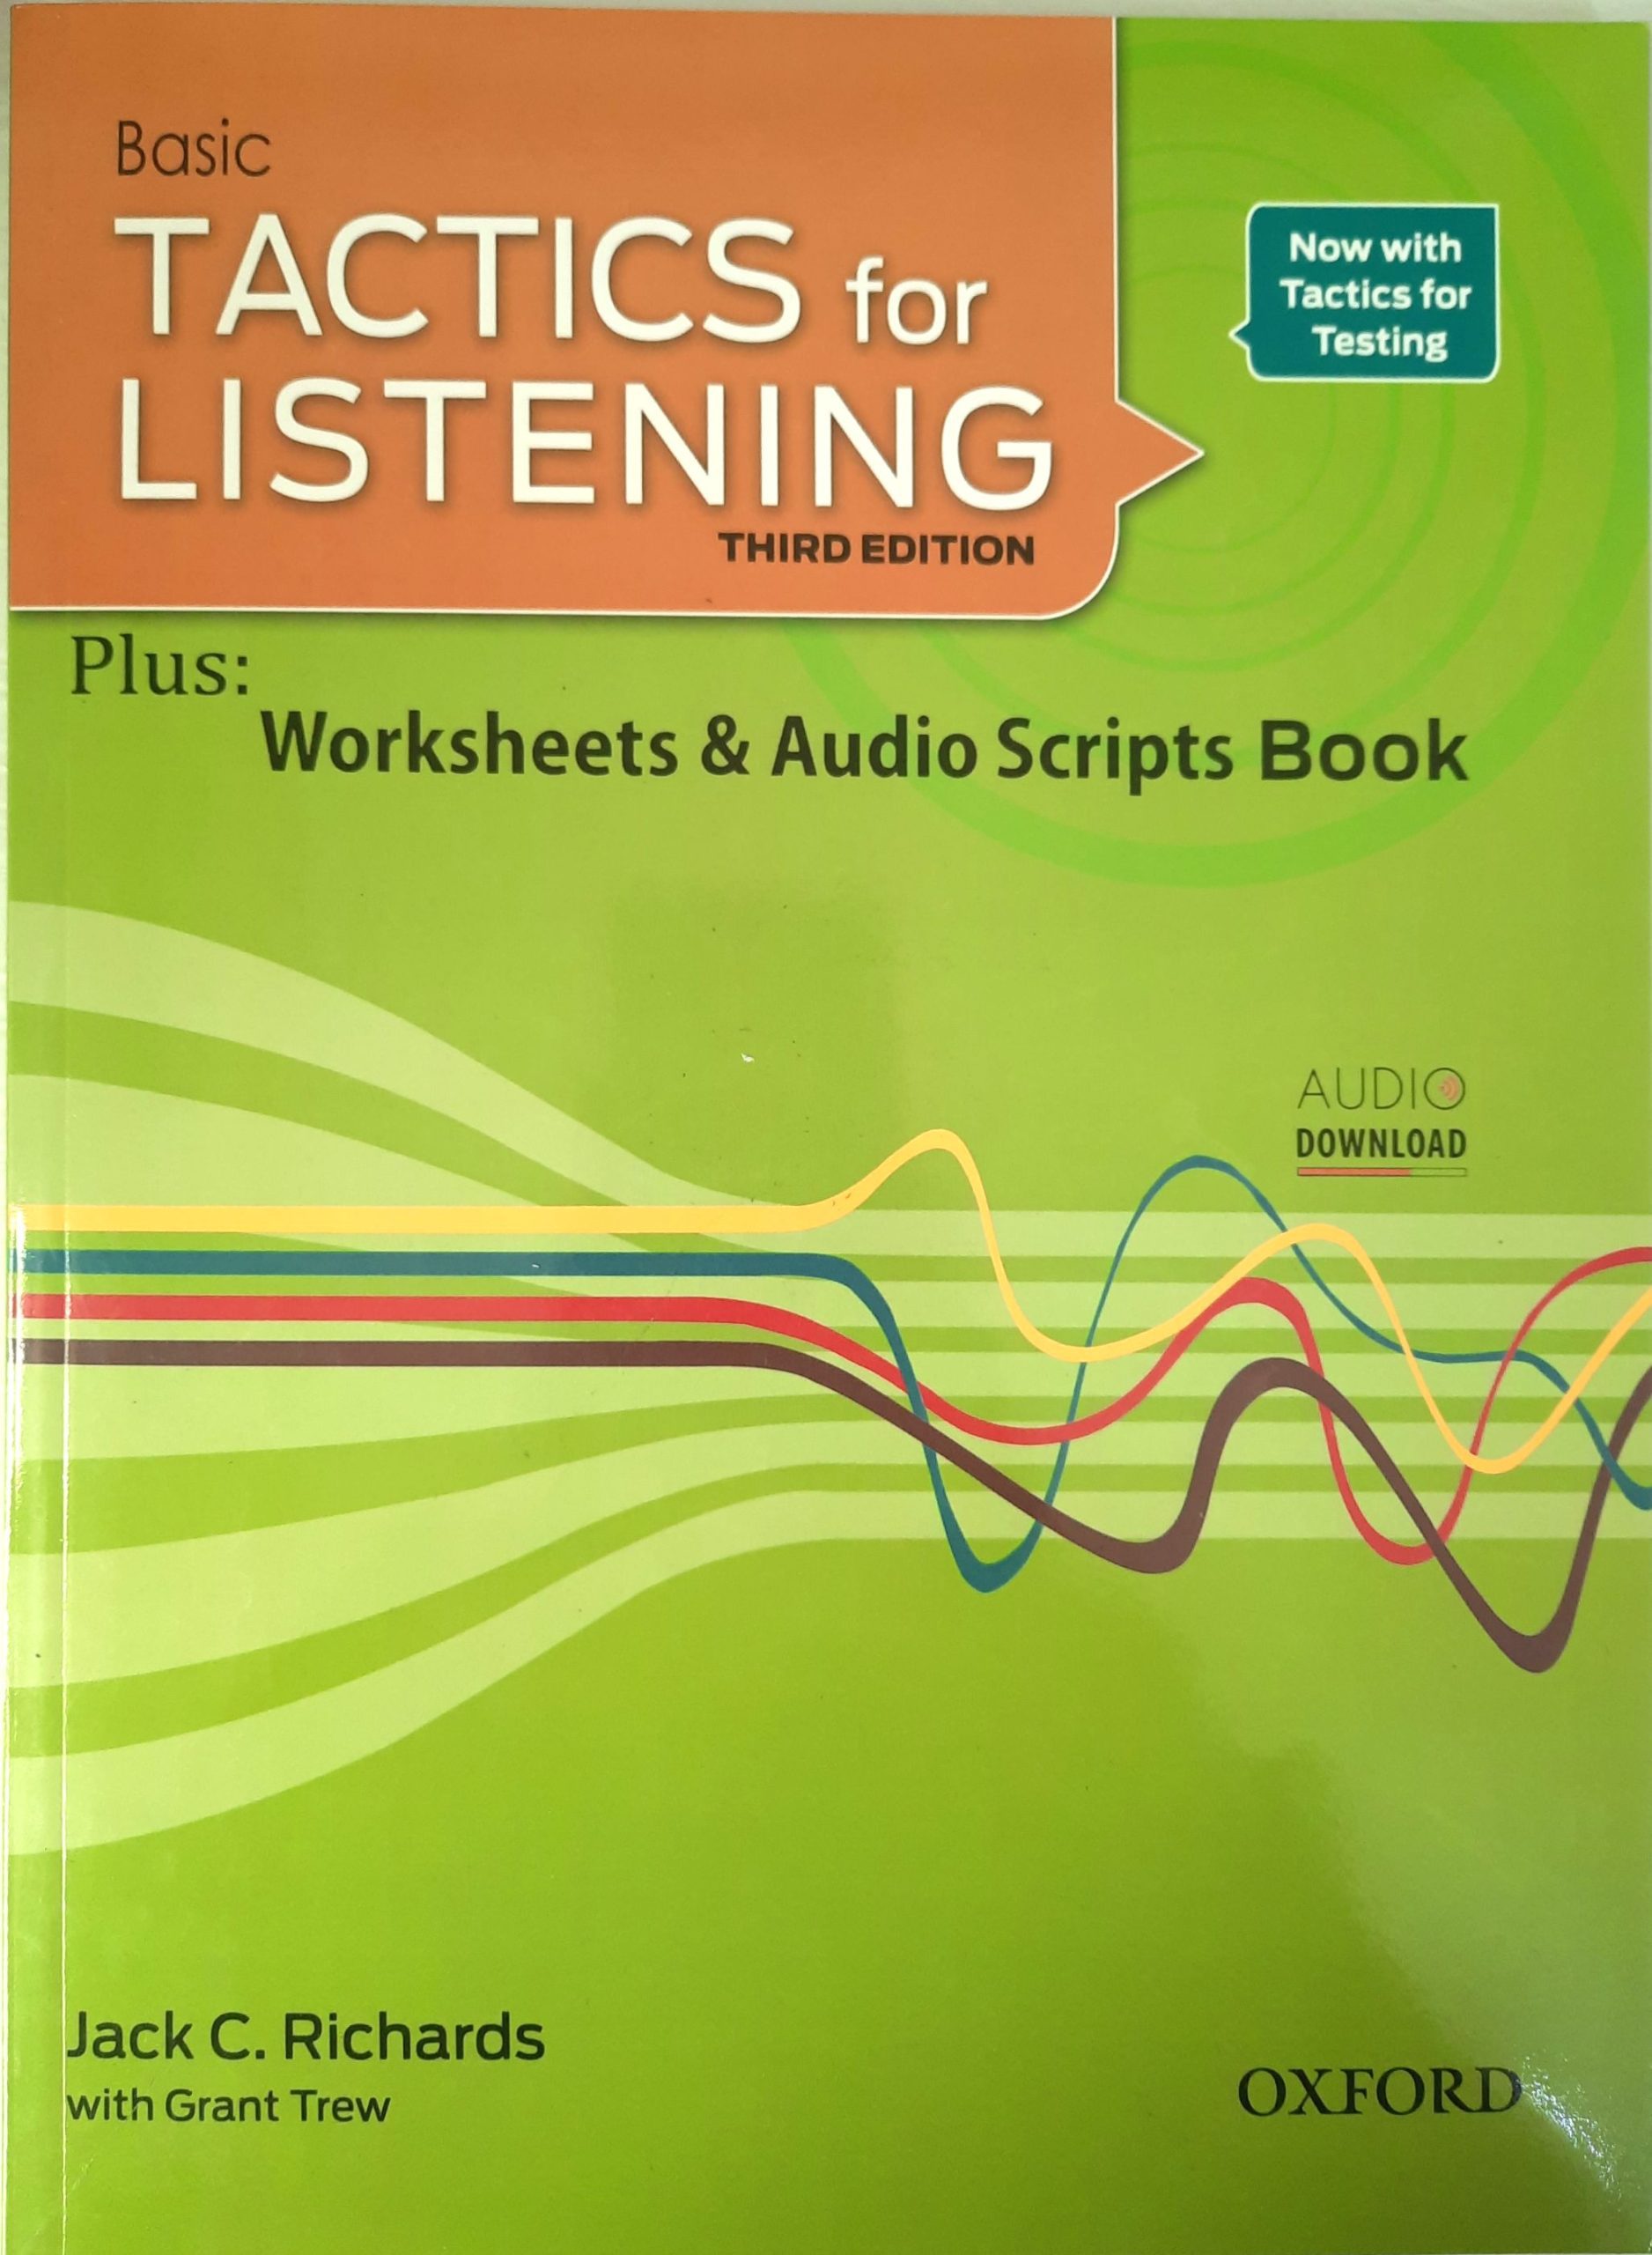 Basic
TACTICS for
LISTENING
THIRD EDITION
Now with
Tactics for
Testing
Plus:
Worksheets & Audio Scripts Book
AUDIO
DOWNLOAD
Jack C. Richards
with Grant Trew
OXFORD